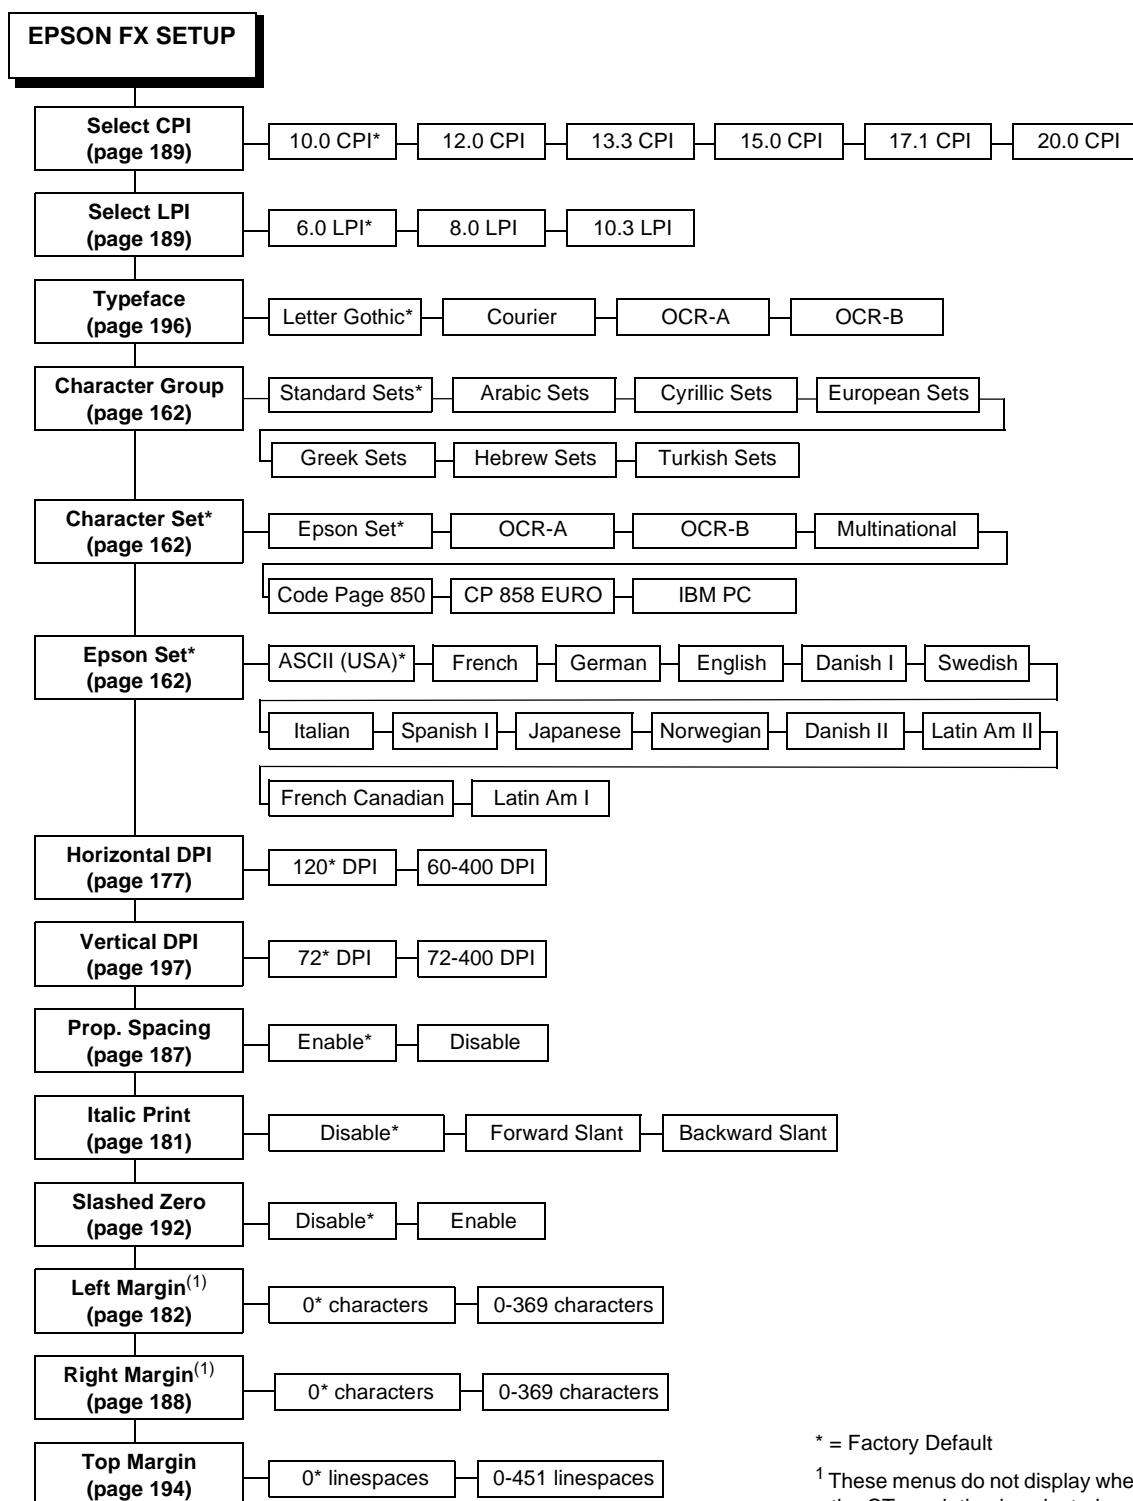 EPSON FX SETUP
Select CPI
(page 189)
10.0 CPI* 12.0 CPI 13.3 CPI 15.0 CPI 17.1 CPI 20.0 CPI
Select LPI
(page 189)
6.0 LPI* 8.0 LPI 10.3 LPI
Typeface
(page 196)
Letter Gothic* Courier OCR-A OCR-B
Character Group
(page 162)
Standard Sets* Arabic Sets Cyrillic Sets European Sets
Greek Sets Hebrew Sets Turkish Sets
Character Set*
(page 162)
Epson Set* OCR-A OCR-B Multinational
Code Page 850 CP 858 EURO IBM PC
Epson Set*
(page 162)
ASCII (USA)* French German English Danish I Swedish
Italian Spanish I Japanese Norwegian Danish II Latin Am II
French Canadian Latin Am I
Horizontal DPI
(page 177)
120* DPI 60-400 DPI
Vertical DPI
(page 197)
72* DPI 72-400 DPI
Prop. Spacing
(page 187)
Enable* Disable
Italic Print
(page 181)
Disable* Forward Slant Backward Slant
Slashed Zero
(page 192)
Disable* Enable
Left Margin(1)
(page 182)
0* characters 0-369 characters
Right Margin(1)
(page 188)
0* characters 0-369 characters
Top Margin
(page 194)
0* linespaces 0-451 linespaces
* = Factory Default
1 These menus do not display